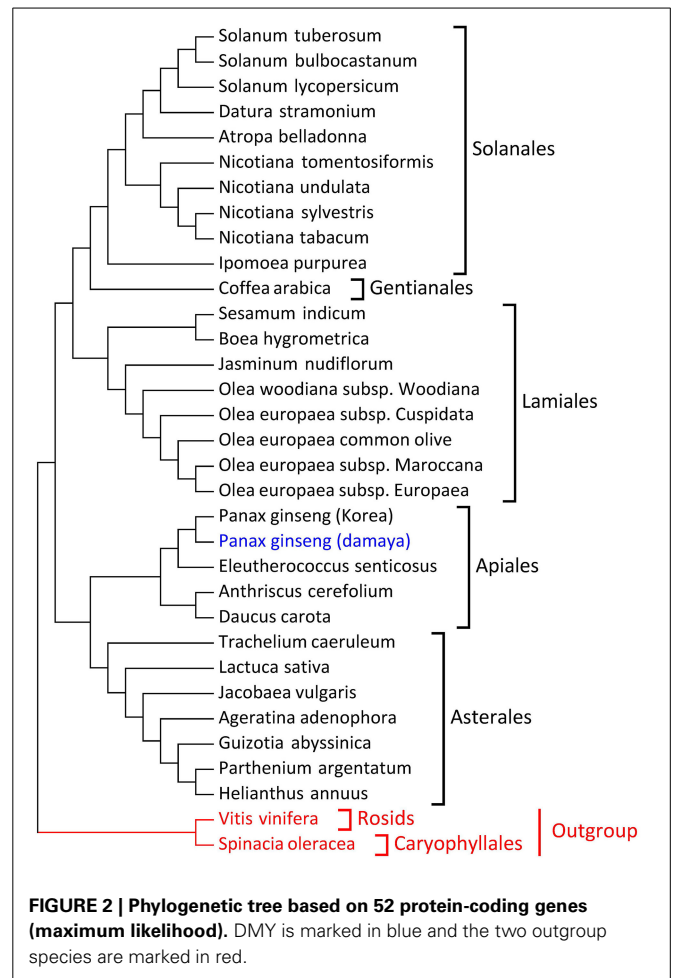 Solanum tuberosum
Solanum bulbocastanum
Solanum lycopersicum
Datura stramonium
Atropa belladonna
Solanales
Nicotiana tomentosiformis
Nicotiana undulata
Nicotiana sylvestris
Nicotiana tabacum
Ipomoea purpurea
Coffea arabica Gentianales
Sesamum indicum
Boea hygrometrica
Jasminum nudiflorum
Olea woodiana subsp. Woodiana
Lamiales
Olea europaea subsp. Cuspidata
Olea europaea common olive
Olea europaea subsp. Maroccana
Olea europaea subsp. Europaea
Panax ginseng (Korea)
Panax ginseng (damaya)
Eleutherococcus senticosus Apiales
Anthriscus cerefolium
Daucus carota
Trachelium caeruleum
Lactuca sativa
Jacobaea vulgaris
Ageratina adenophora Asterales
Guizotia abyssinica
Parthenium argentatum
Helianthus annuus
Vitis vinifera Rosids
Outgroup
Spinacia oleracea Caryophyllales
FIGURE 2 | Phylogenetic tree based on 52 protein-coding genes
(maximum likelihood). DMY is marked in blue and the two outgroup
species are marked in red.